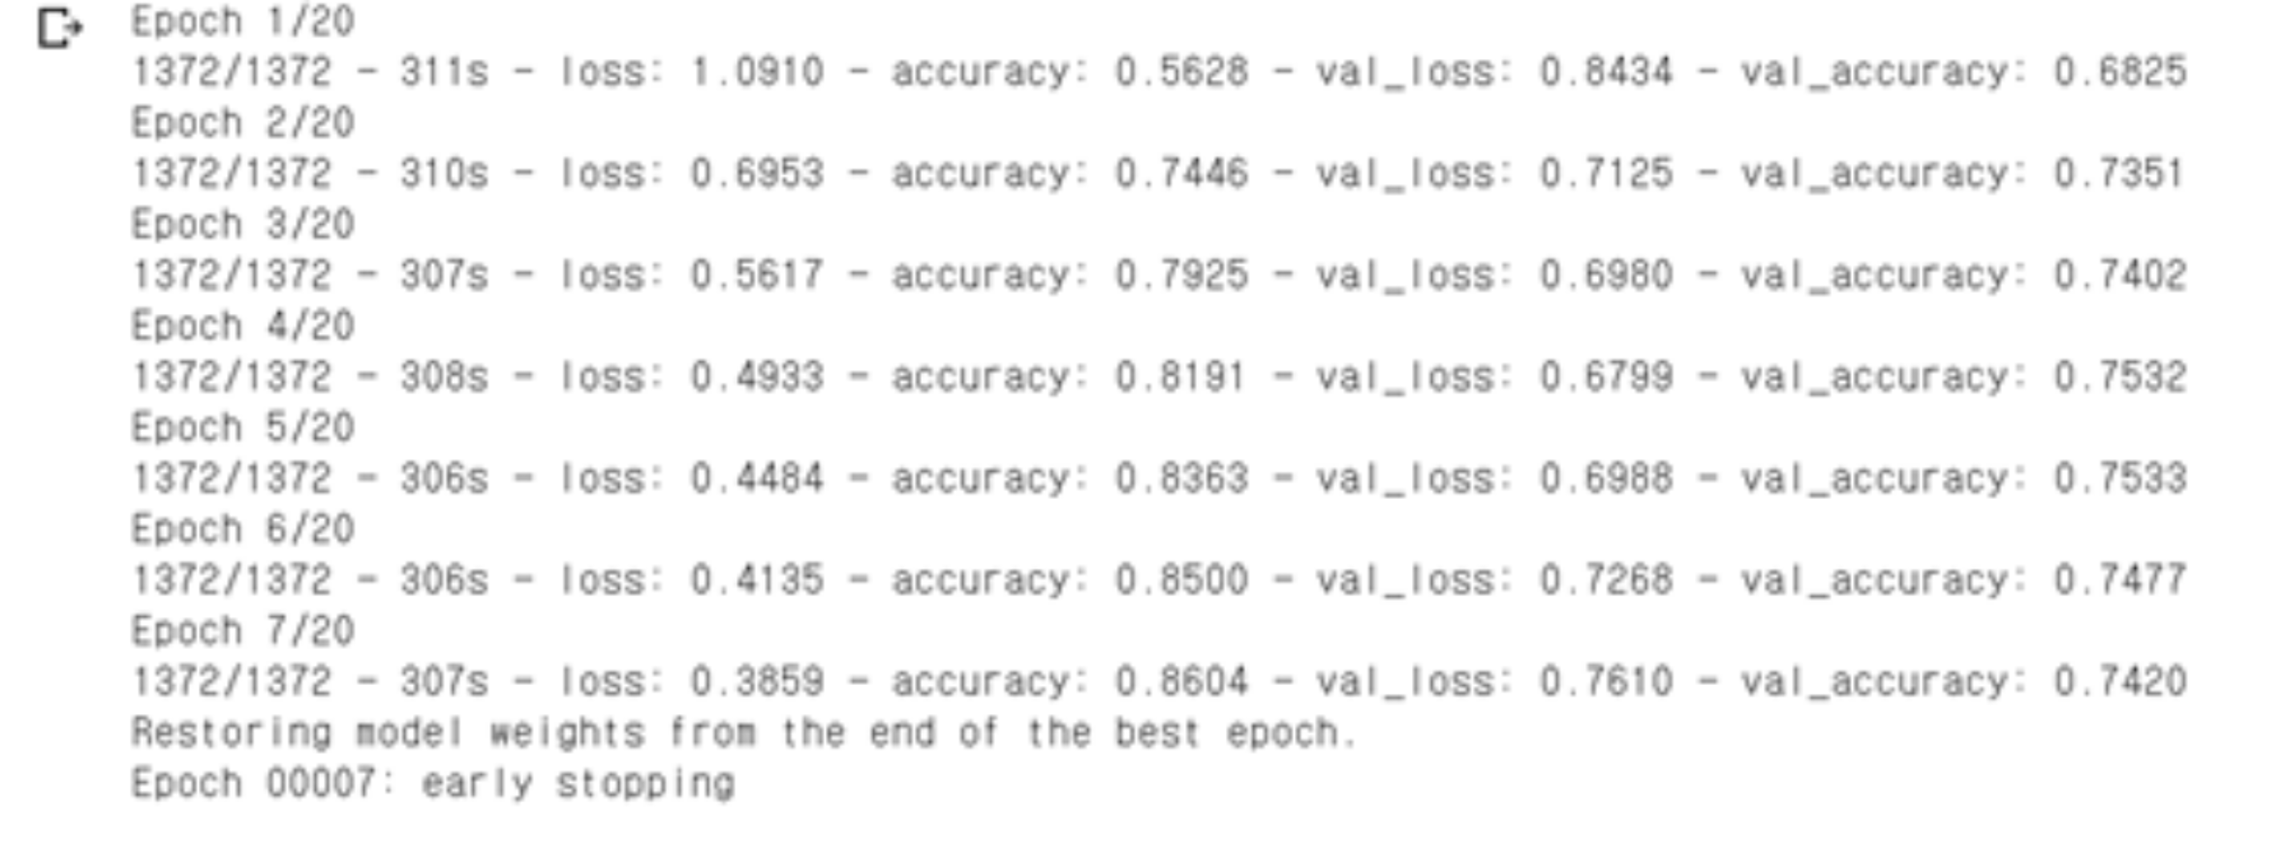 Epoch 1/20
1372/1372 - 311s - loss: 1.0910 - accuracy: 0.5628 - val_loss: 0.8434 - val_accuracy: 0.6825
Epoch 2/20
1372/1372 - 310s - loss: 0.6953 - accuracy: 0.7446 - val_loss: 0.7125 - val_accuracy: 0.7351
Epoch 3/20
1372/1372 - 307s - loss: 0.5617 - accuracy: 0.7925 - val_loss: 0.6980 - val_accuracy: 0.7402
Epoch 4/20
1372/1372 - 308s - loss: 0.4933 - accuracy: 0.8191 - val_loss: 0.6799 - val_accuracy: 0.7532
Epoch 5/20
1372/1372 - 306s - loss: 0.4484 - accuracy: 0.8363 - val_loss: 0.6988 - val_accuracy: 0.7533
Epoch 6/20
1372/1372 - 306s - loss: 0.4135 - accuracy: 0.8500 - val_loss: 0.7268 - val_accuracy: 0.7477
Epoch 7/20
1372/1372 - 307s - loss: 0.3859 - accuracy: 0.8604 - val_loss: 0.7610 - val_accuracy: 0.7420
Restoring model weights from the end of the best epoch.
Epoch 00007: early stopping